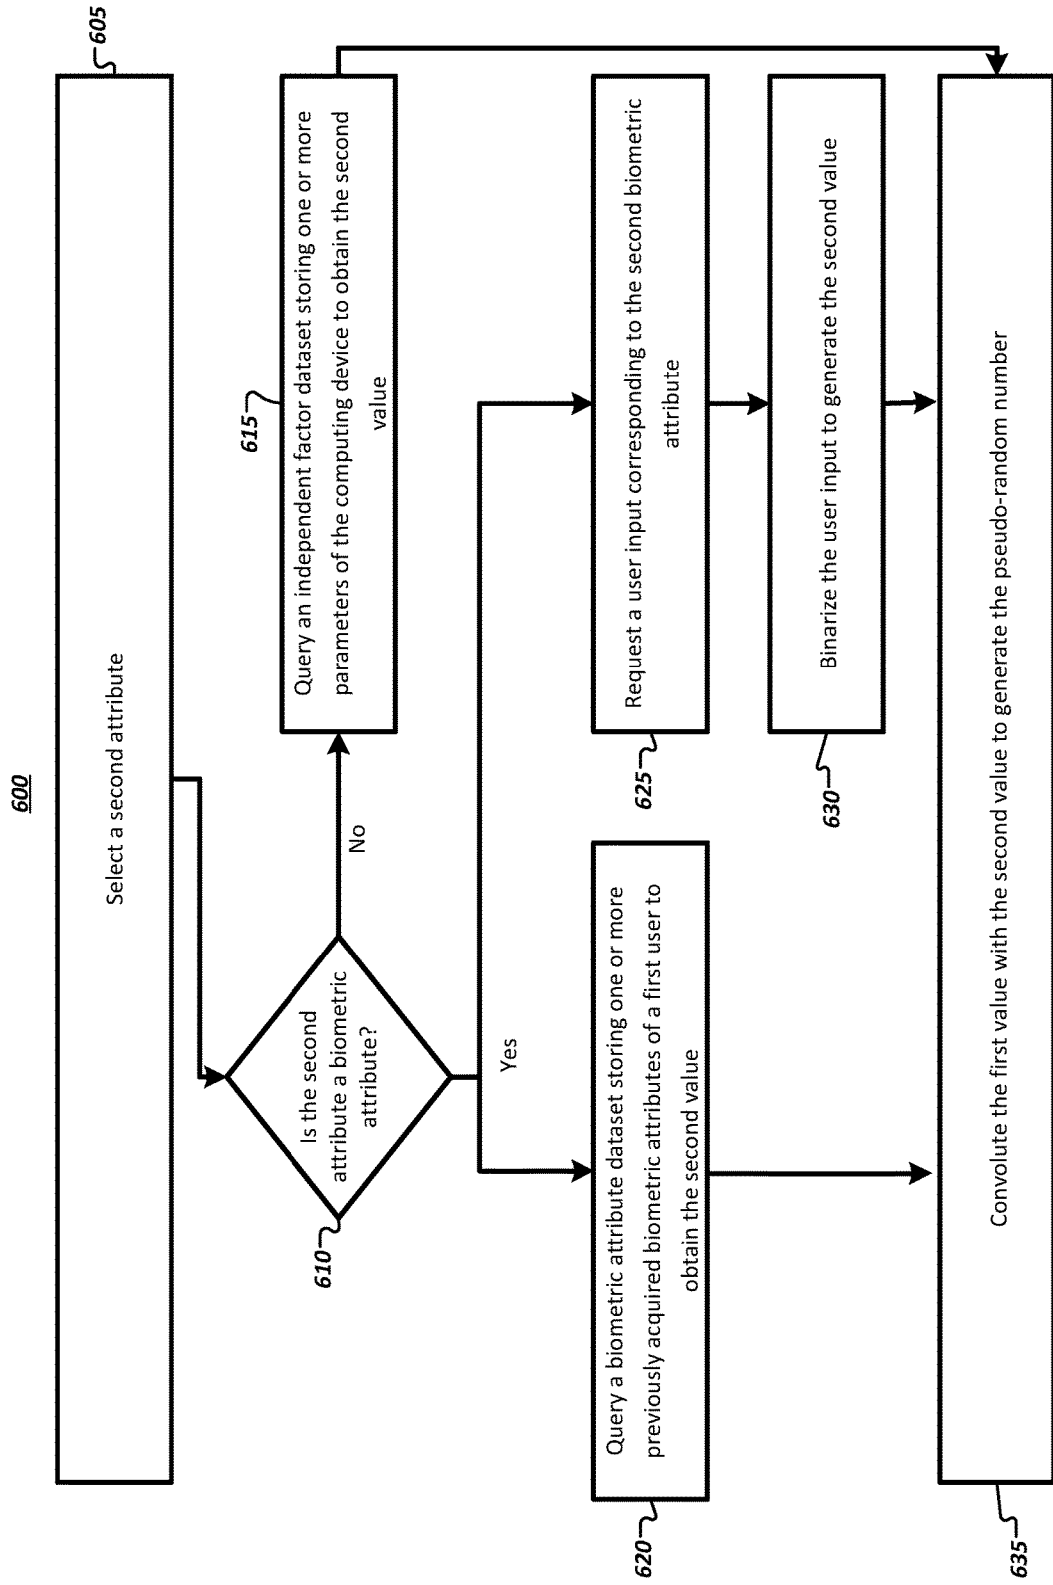 600
605
Select a second attribute
610
Is the second
attribute a biometric
attribute?
No
615
Query an independent factor dataset storing one or more
parameters of the computing device to obtain the second
value
Yes
620
Query a biometric attribute dataset storing one or more
previously acquired biometric attributes of a first user to
obtain the second value
625
Request a user input corresponding to the second biometric
attribute
630
Binarize the user input to generate the second value
635
Convolute the first value with the second value to generate the pseudo-random number